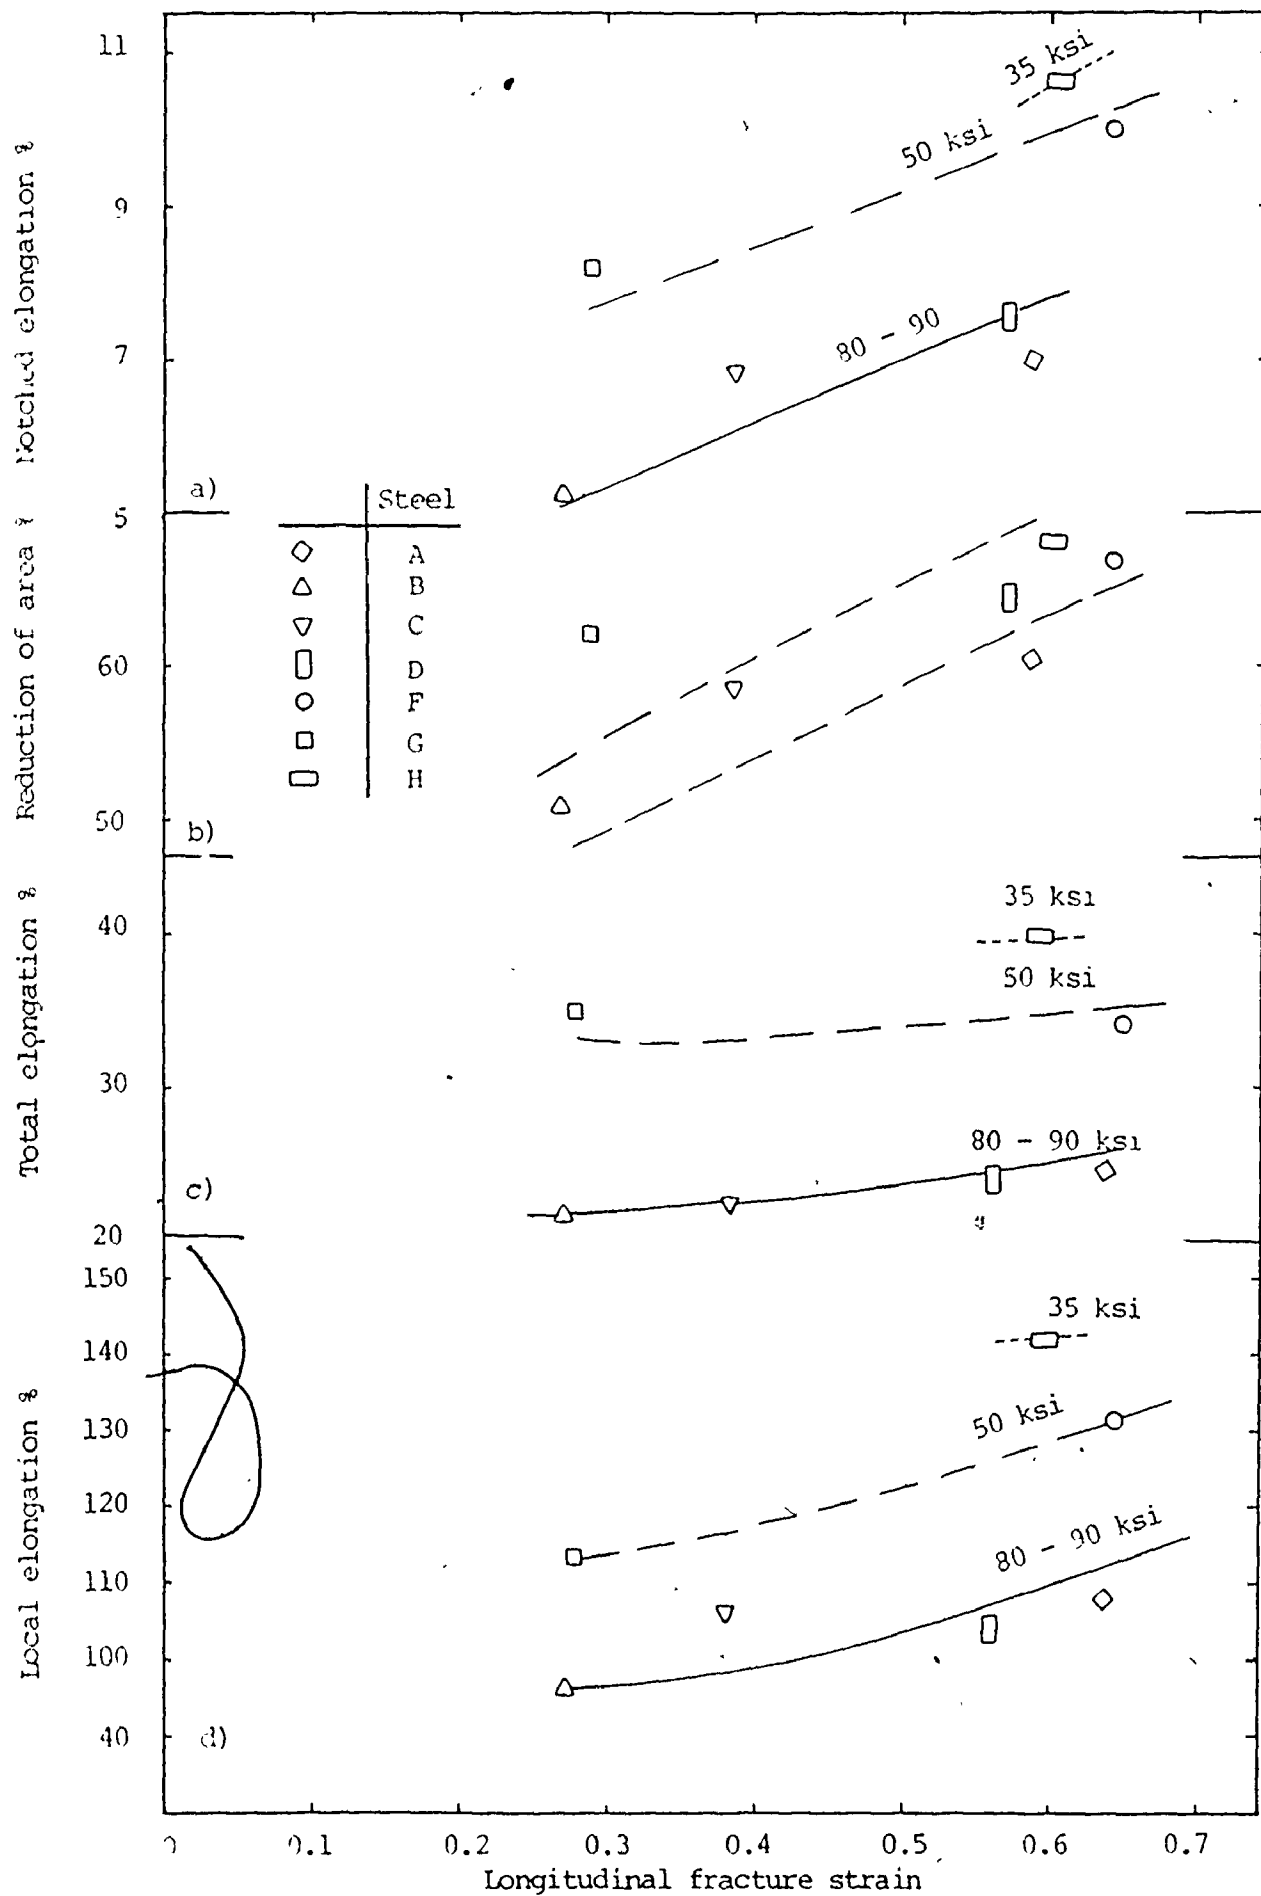 11
35 ksi
50 ksi
9
80 - 90
7
a)
5
Notched elongation %
Steel
A
B
C
D
F
G
H
60
50
b)
Reduction of area %
35 ksi
40
50 ksi
30
80 - 90 ksi
c)
20
Total elongation %
150
35 ksi
140
50 ksi
130
120
80 - 90 ksi
110
100
40
d)
Local elongation %
0 0.1 0.2 0.3 0.4 0.5 0.6 0.7
Longitudinal fracture strain